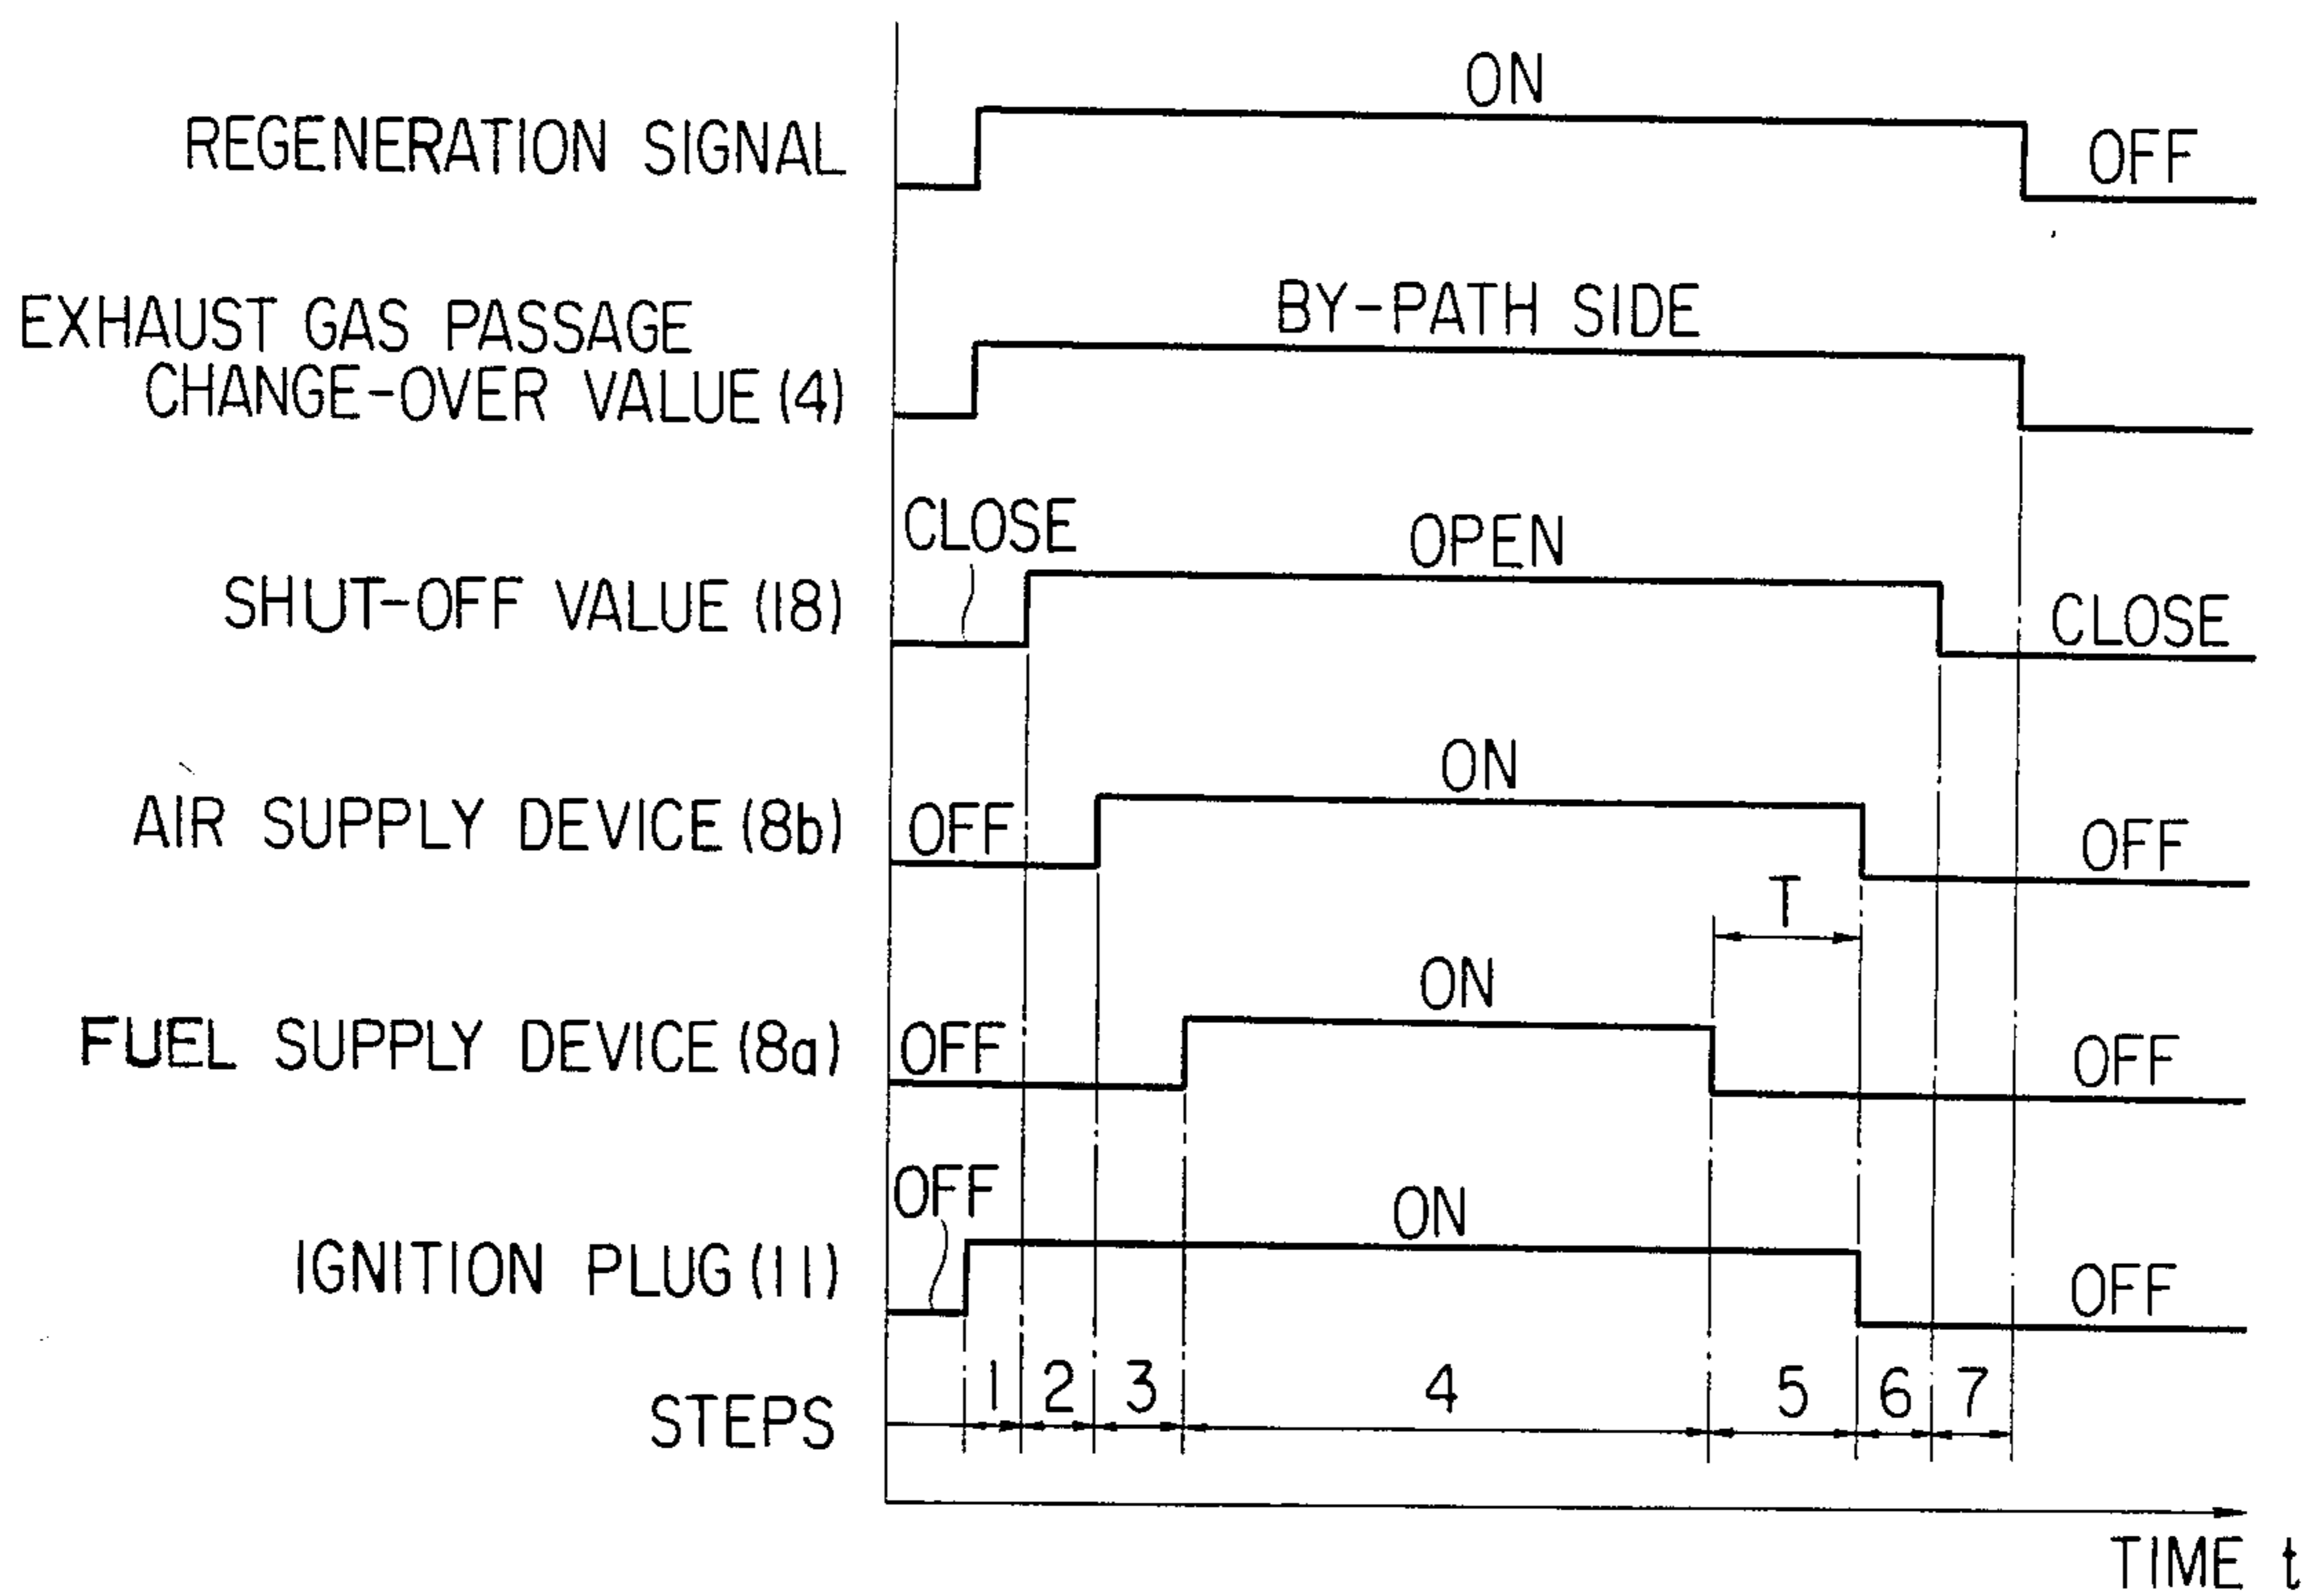 ON
REGENERATION SIGNAL
OFF
BY-PATH SIDE
EXHAUST GAS PASSAGE
CHANGE-OVER VALUE (4)
CLOSE
OPEN
SHUT-OFF VALUE (18)
CLOSE
ON
AIR SUPPLY DEVICE (8b)
OFF
OFF
T
ON
FUEL SUPPLY DEVICE (8a)
OFF
OFF
OFF
ON
IGNITION PLUG (11)
OFF
STEPS
1 2 3 4 5 6 7
TIME t